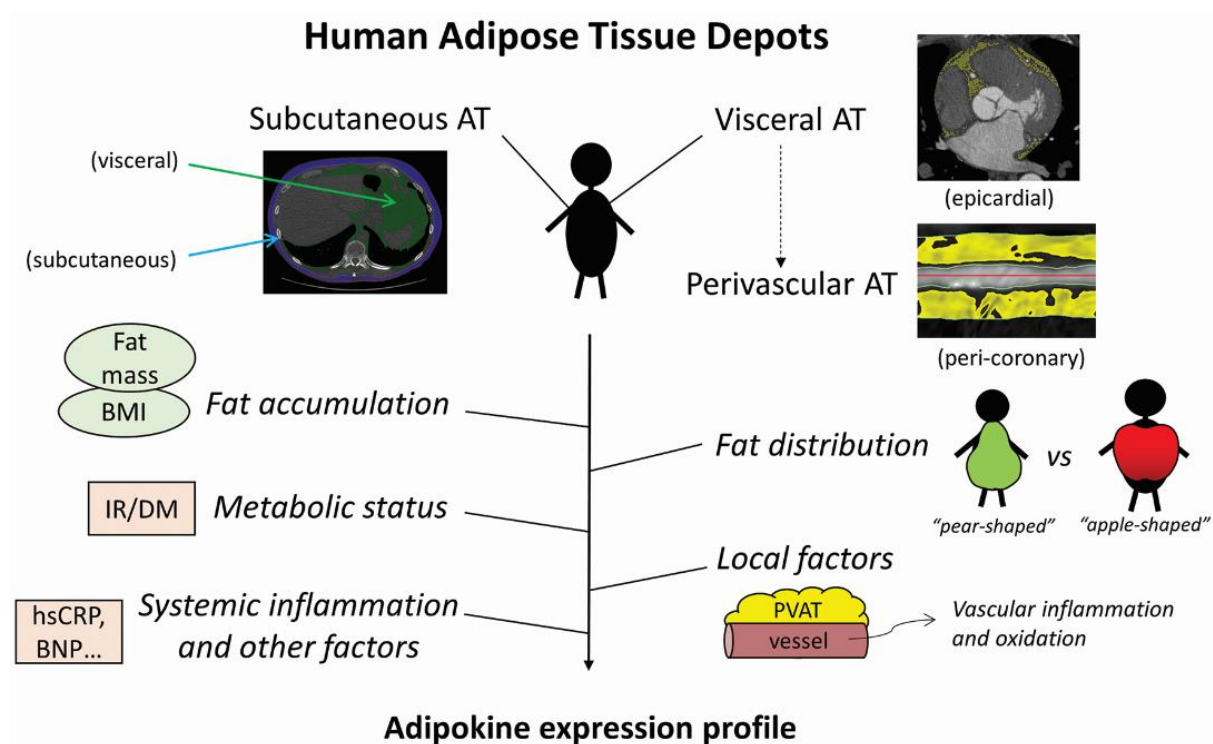 Human Adipose Tissue Depots
Subcutaneous AT
Visceral AT
(visceral)
(subcutaneous)
(epicardial)
Perivascular AT
(peri-coronary)
Fat
mass
BMI
Fat accumulation
Fat distribution
vs
"pear-shaped"
"apple-shaped"
IR/DM
Metabolic status
Local factors
hsCRP,
BNP...
Systemic inflammation
and other factors
PVAT
vessel
Vascular inflammation
and oxidation
Adipokine expression profile